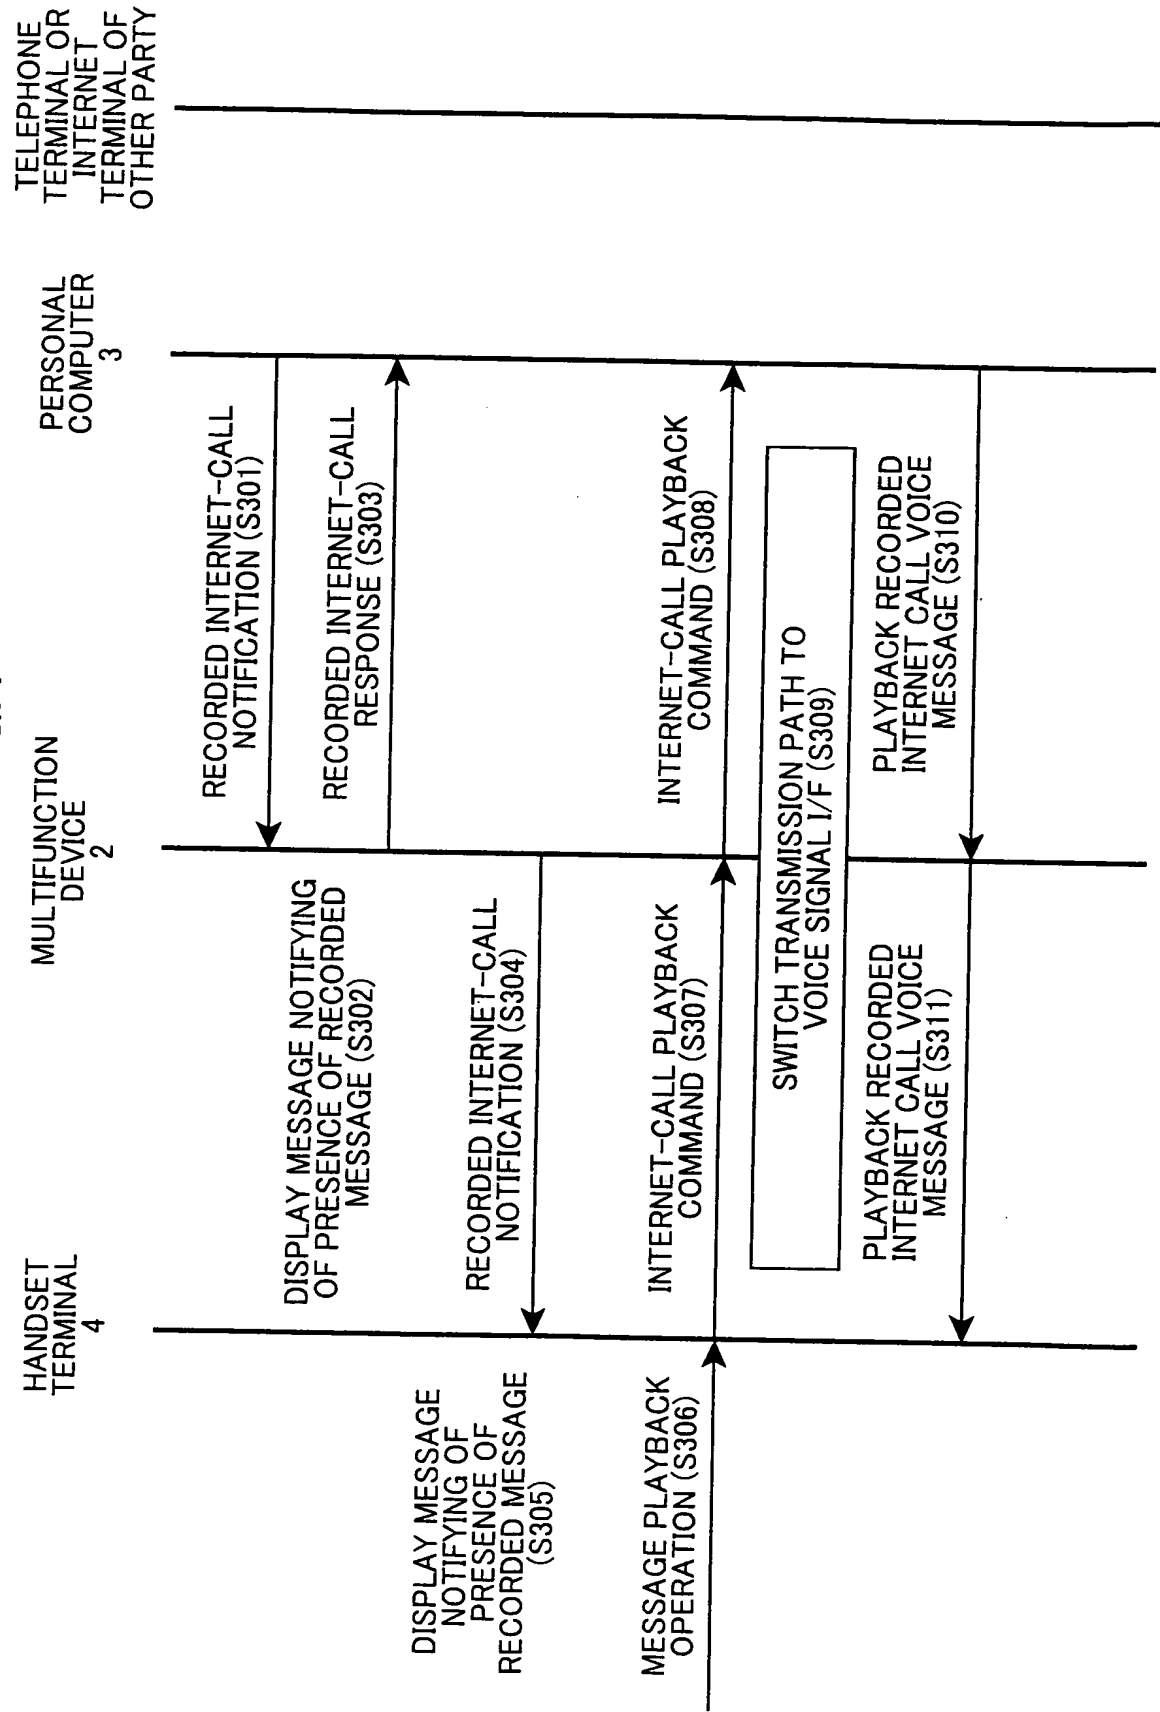 HANDSET
TERMINAL
4
MULTIFUNCTION
DEVICE
2
PERSONAL
COMPUTER
3
TELEPHONE
TERMINAL OR
INTERNET
TERMINAL OF
OTHER PARTY
RECORDED INTERNET-CALL
NOTIFICATION (S301)
DISPLAY MESSAGE NOTIFYING
OF PRESENCE OF RECORDED
MESSAGE (S302)
RECORDED INTERNET-CALL
RESPONSE (S303)
RECORDED INTERNET-CALL
NOTIFICATION (S304)
DISPLAY MESSAGE
NOTIFYING OF
PRESENCE OF
RECORDED MESSAGE
(S305)
MESSAGE PLAYBACK
OPERATION (S306)
INTERNET-CALL PLAYBACK
COMMAND (S307)
INTERNET-CALL PLAYBACK
COMMAND (S308)
SWITCH TRANSMISSION PATH TO
VOICE SIGNAL I/F (S309)
PLAYBACK RECORDED
INTERNET CALL VOICE
MESSAGE (S310)
PLAYBACK RECORDED
INTERNET CALL VOICE
MESSAGE (S311)